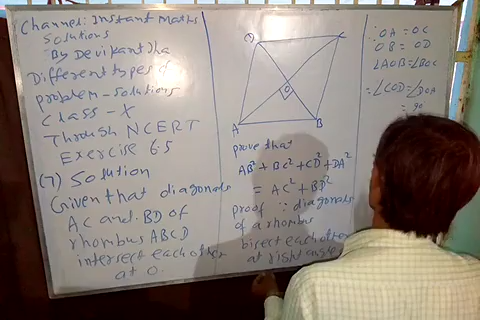 Channel: Instant Maths
Solutions
By Devikant Jha
Different types of
problem - solutions
Class - X
Through NCERT
Exercise 6.5
(7) Solution
Given that diagonals
AC and BD of
rhombus ABCD
intersect each other
at O.
D
C
O
A
B
prove that
AB² + BC² + CD² + DA²
= AC² + BD²
proof ∵ diagonals
of a rhombus
bisect each other
at right angle
∴ OA = OC
OB = OD
∠AOB = ∠BOC
= ∠COD = ∠DOA
= 90